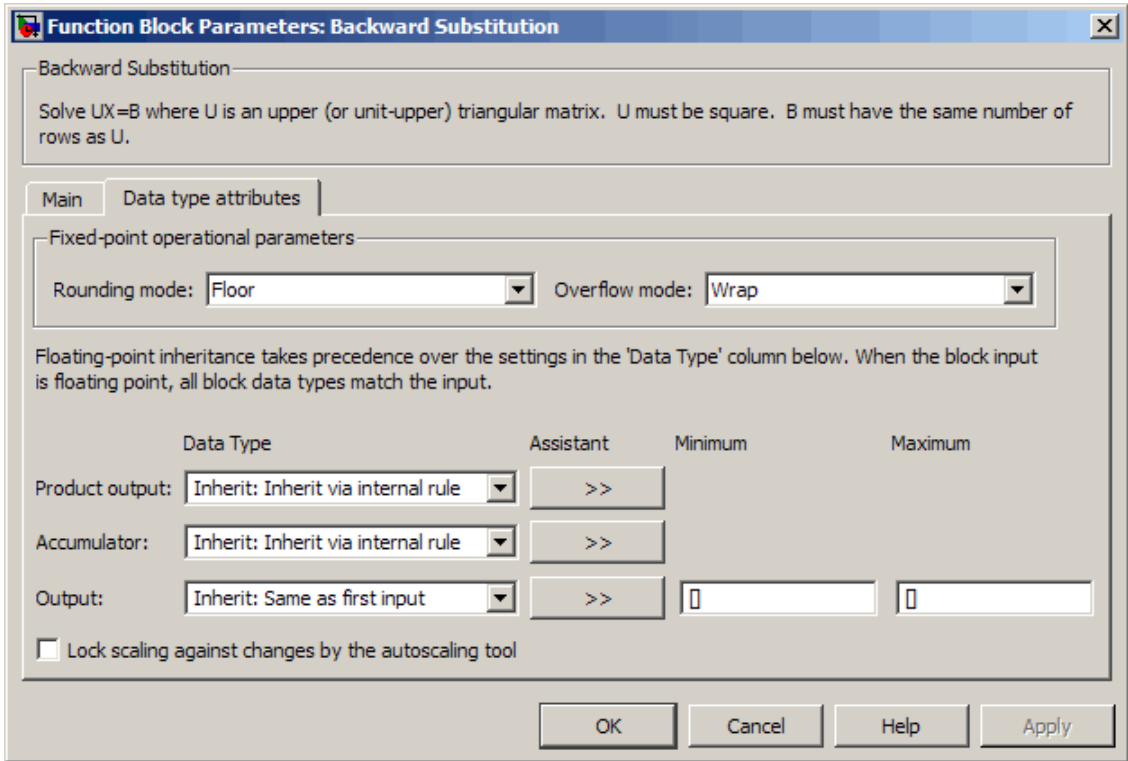 Function Block Parameters: Backward Substitution
Backward Substitution
Solve UX=B where U is an upper (or unit-upper) triangular matrix.  U must be square.  B must have the same number of
rows as U.
Main Data type attributes
Fixed-point operational parameters
Rounding mode: Floor Overflow mode: Wrap
Floating-point inheritance takes precedence over the settings in the 'Data Type' column below. When the block input
is floating point, all block data types match the input.
Data Type Assistant Minimum Maximum
Product output: Inherit: Inherit via internal rule >>
Accumulator: Inherit: Inherit via internal rule >>
Output: Inherit: Same as first input >> [] []
Lock scaling against changes by the autoscaling tool
OK Cancel Help Apply